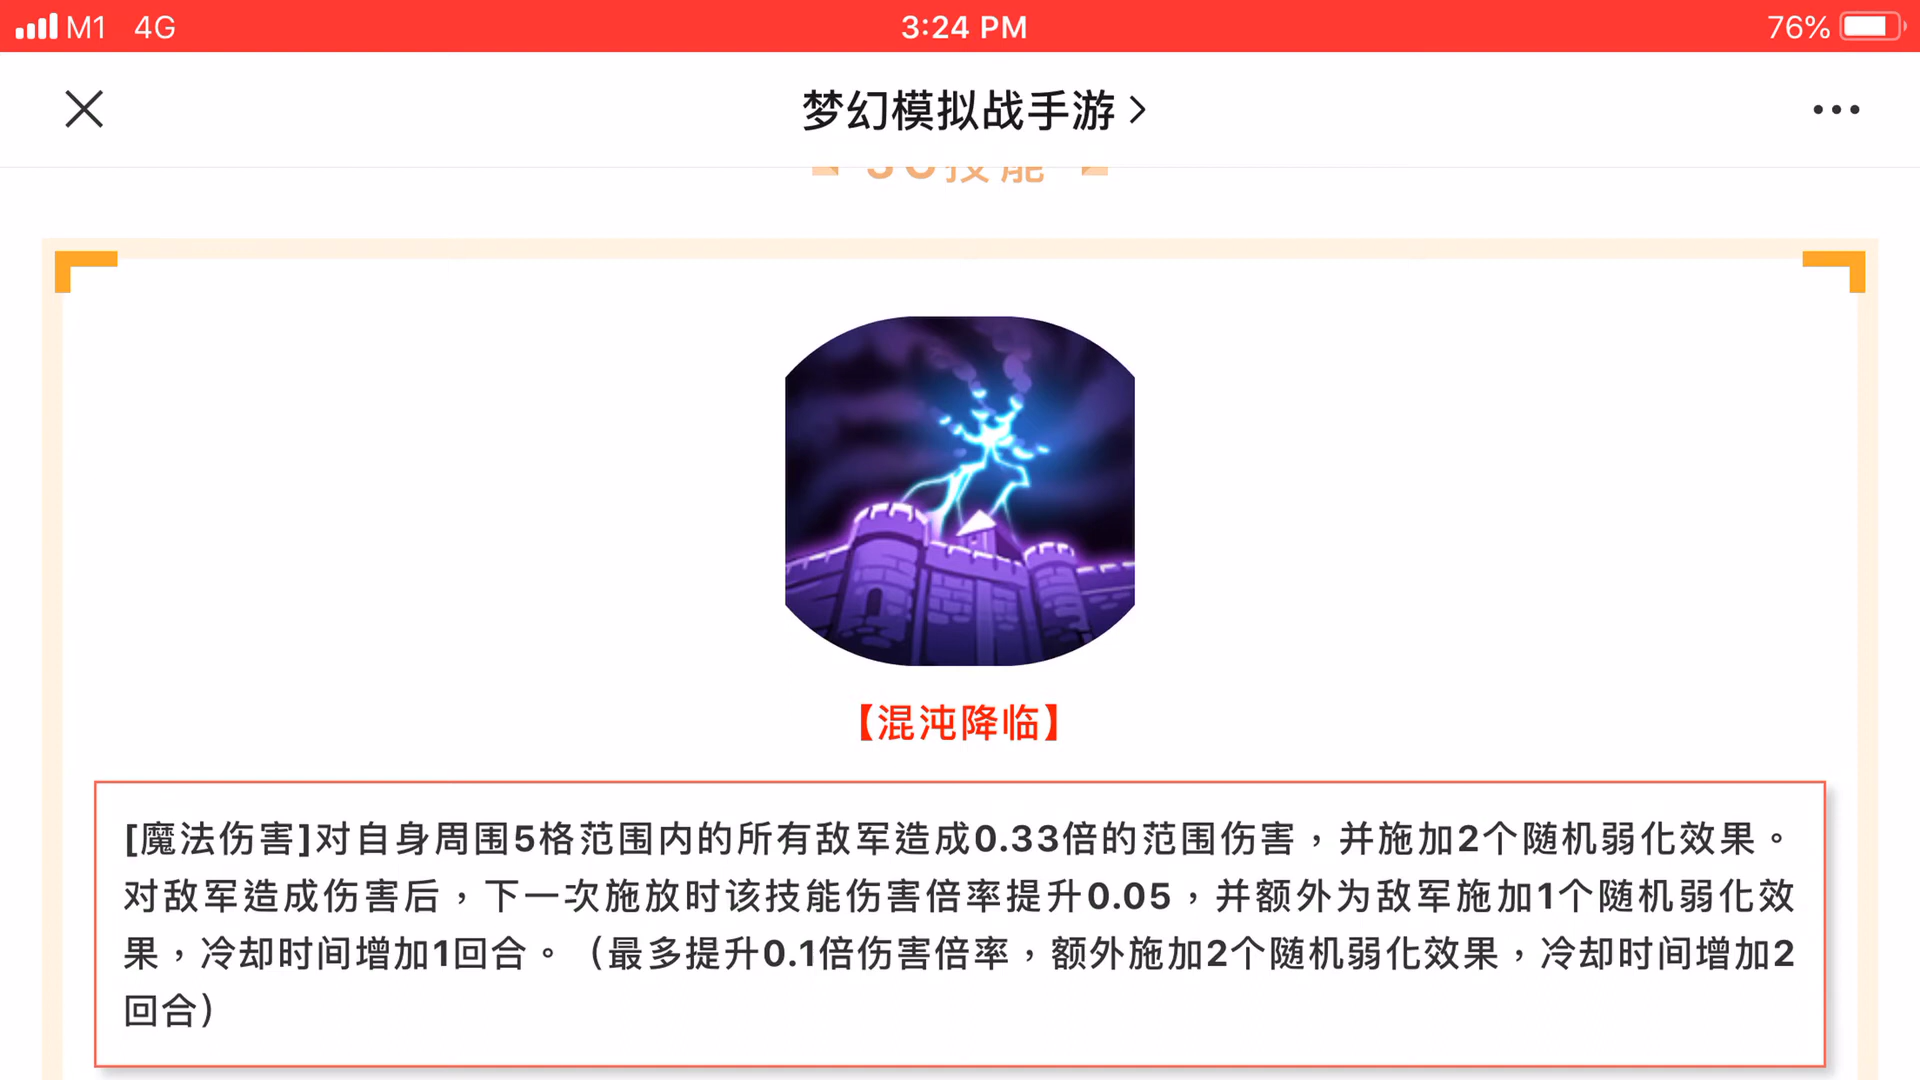 M1 4G 3:24 PM 76%
梦幻模拟战手游
技能
【混沌降临】
[魔法伤害]对自身周围5格范围内的所有敌军造成0.33倍的范围伤害，并施加2个随机弱化效果。
对敌军造成伤害后，下一次施放时该技能伤害倍率提升0.05，并额外为敌军施加1个随机弱化效
果，冷却时间增加1回合。（最多提升0.1倍伤害倍率，额外施加2个随机弱化效果，冷却时间增加2
回合）